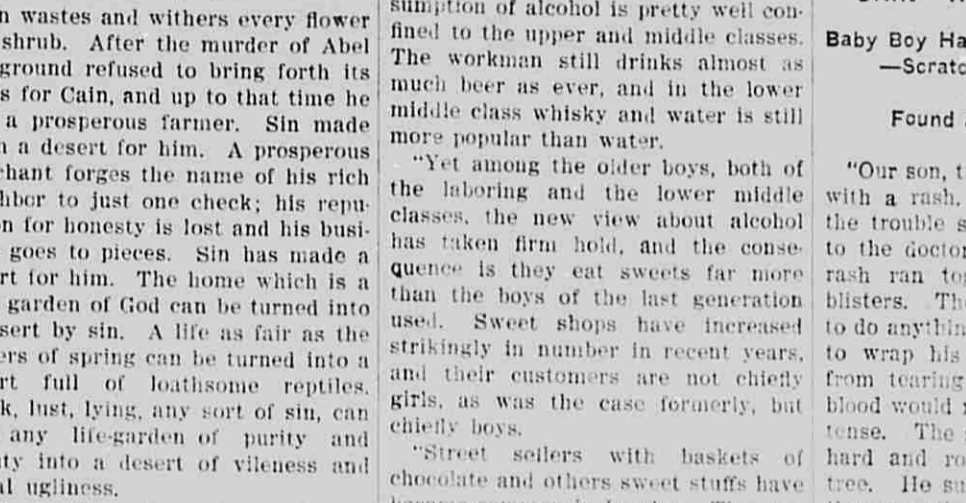 n wastes and withers every flower
shrub. After the murder of Abel
ground refused to bring forth its
s for Cain, and up to that time he
a prosperous farmer. Sin made
a desert for him. A prosperous
chant forges the name of his rich
hbor to just one check; his repu-
n for honesty is lost and his busi-
goes to pieces. Sin has made a
rt for him. The home which is a
garden of God can be turned into
sert by sin. A life as fair as the
ers of spring can be turned into a
rt full of loathsome reptiles.
k, lust, lying, any sort of sin, can
any life-garden of purity and
ty into a desert of vileness and
al ugliness.
sumption of alcohol is pretty well con-
fined to the upper and middle classes.
The workman still drinks almost as
much beer as ever, and in the lower
middle class whisky and water is still
more popular than water.
"Yet among the older boys, both of
the laboring and the lower middle
classes, the new view about alcohol
has taken firm hold, and the conse-
quence is they eat sweets far more
than the boys of the last generation
used. Sweet shops have increased
strikingly in number in recent years,
and their customers are not chiefly
girls, as was the case formerly, but
chiefly boys.
"Street sellers with baskets of
chocolate and others sweet stuffs have
Baby Boy Ha
—Scratc
Found
"Our son, t
with a rash.
the trouble s
to the doctor
rash ran to
blisters. The
to do anythin
to wrap his
from tearing
blood would
tense. The
hard and ro
tree. He su